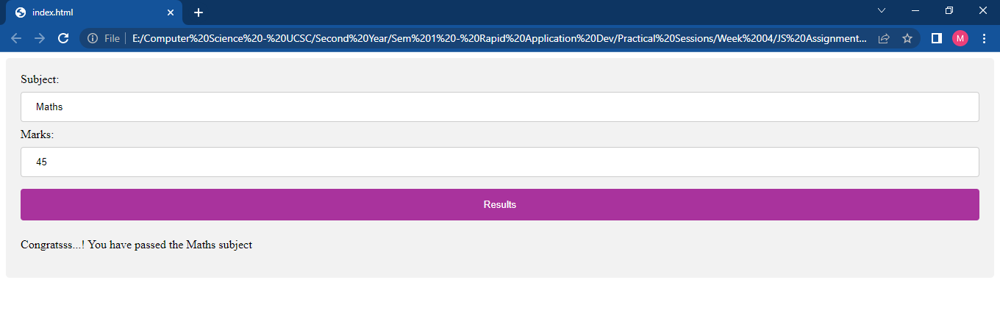 index.html
File E:/Computer%20Science%20-%20UCSC/Second%20Year/Sem%201%20-%20Rapid%20Application%20Dev/Practical%20Sessions/Week%2004/JS%20Assignment...
M
Subject:
Maths
Marks:
45
Results
Congratsss...! You have passed the Maths subject